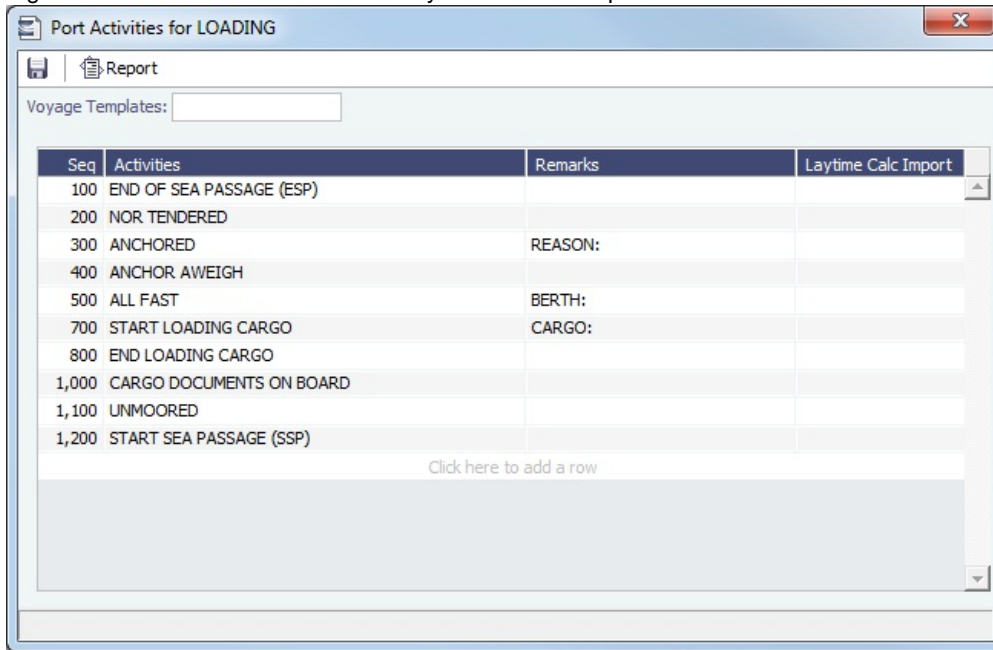 Port Activities for LOADING
Report
Voyage Templates:
Seq Activities Remarks Laytime Calc Import
100 END OF SEA PASSAGE (ESP)
200 NOR TENDERED
300 ANCHORED REASON:
400 ANCHOR AWEIGH
500 ALL FAST BERTH:
700 START LOADING CARGO CARGO:
800 END LOADING CARGO
1,000 CARGO DOCUMENTS ON BOARD
1,100 UNMOORED
1,200 START SEA PASSAGE (SSP)
Click here to add a row